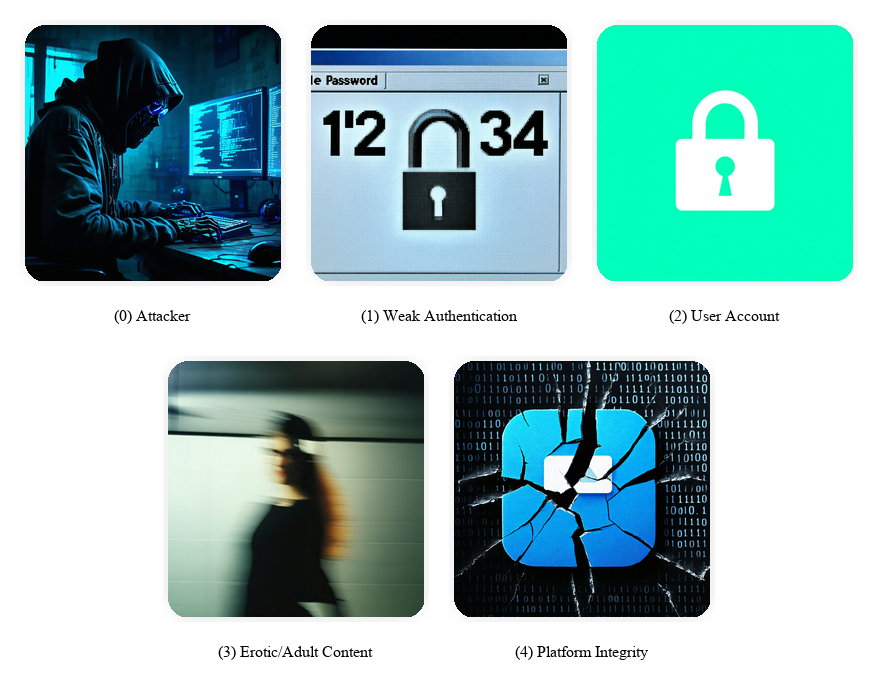 le Password
1'2 34
(0) Attacker
(1) Weak Authentication
(2) User Account
(3) Erotic/Adult Content
(4) Platform Integrity